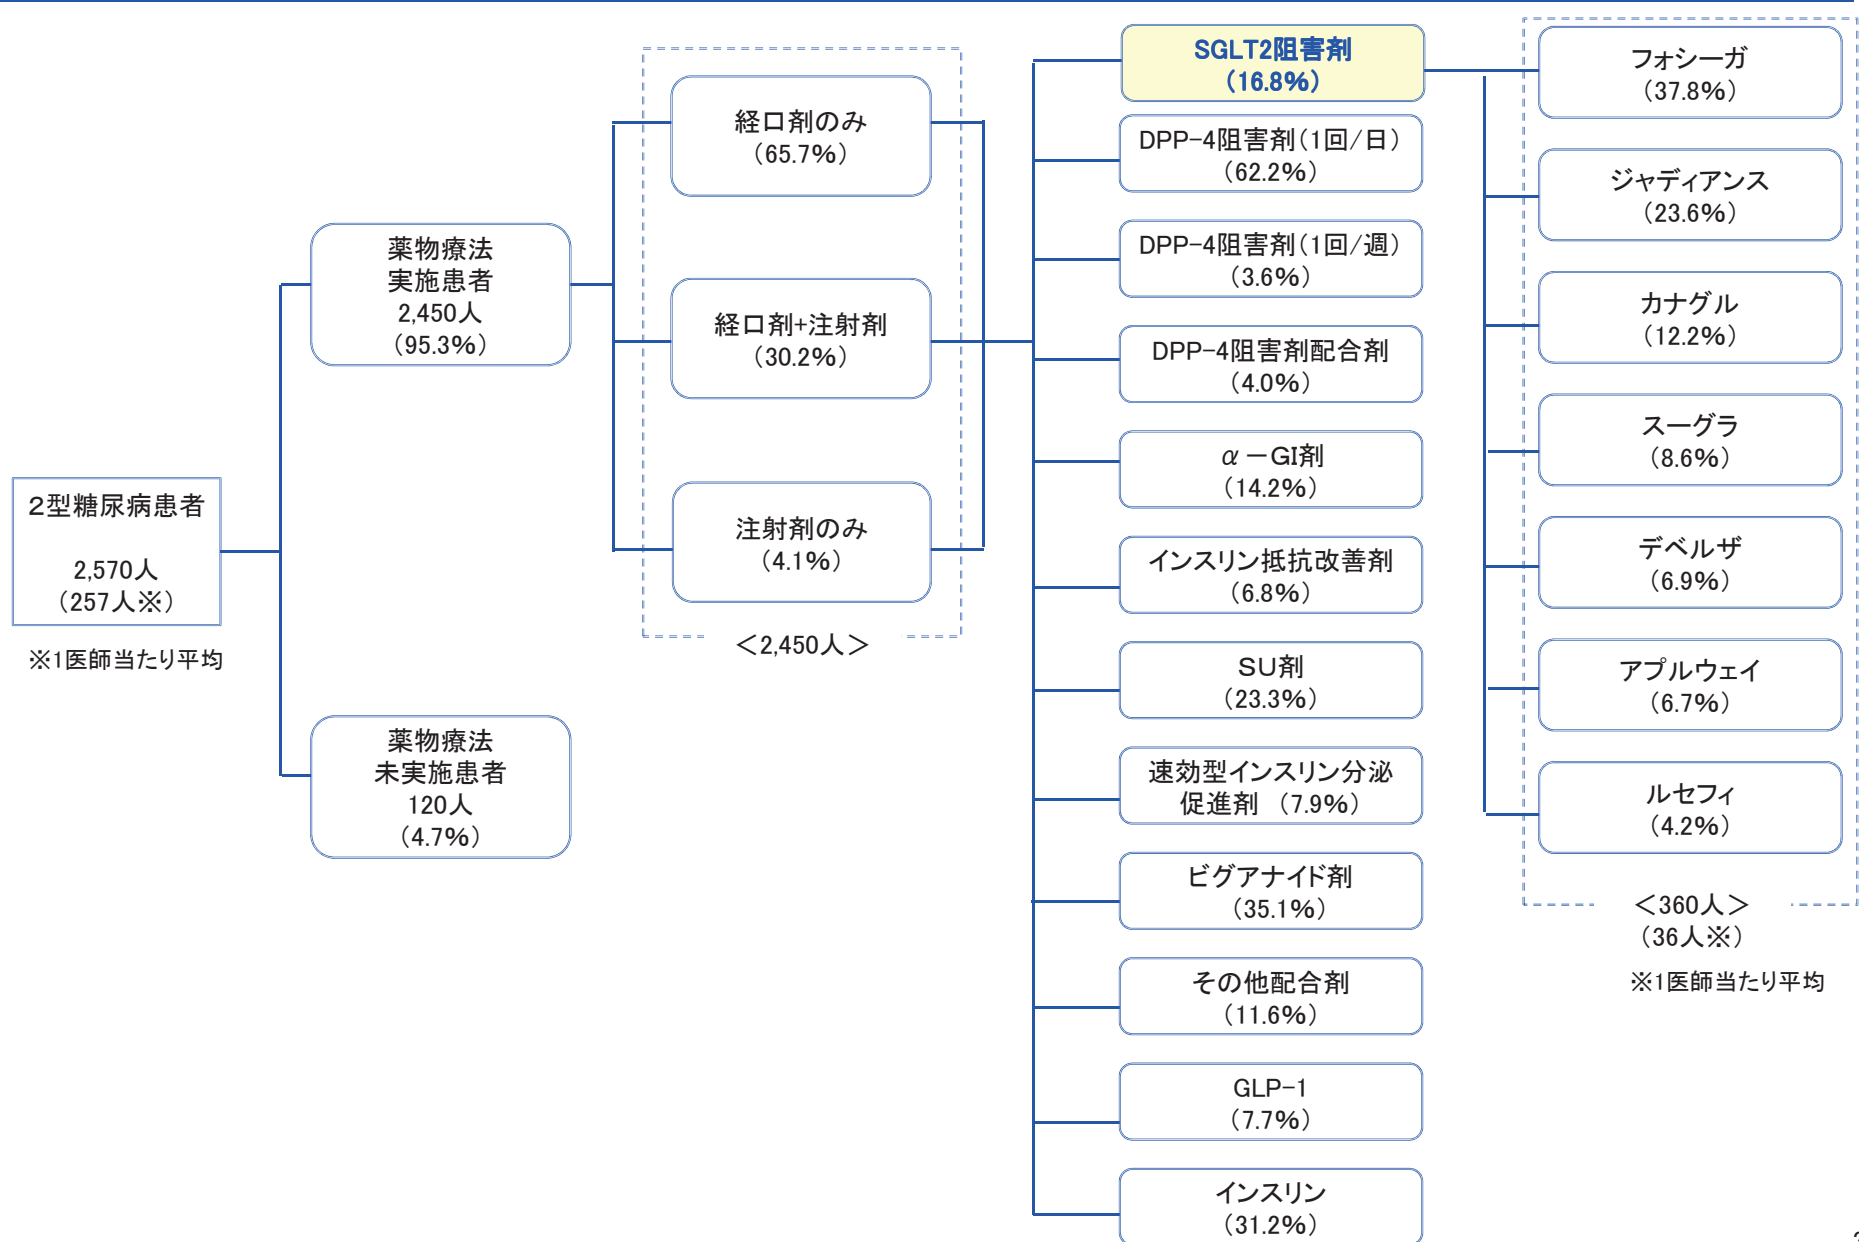 2型糖尿病患者
2,570人
（257人※）
※1医師当たり平均
薬物療法
実施患者
2,450人
（95.3%）
薬物療法
未実施患者
120人
（4.7%）
経口剤のみ
（65.7%）
経口剤+注射剤
（30.2%）
注射剤のみ
（4.1%）
＜2,450人＞
SGLT2阻害剤
（16.8%）
DPP-4阻害剤（1回/日）
（62.2%）
DPP-4阻害剤（1回/週）
（3.6%）
DPP-4阻害剤配合剤
（4.0%）
α－GI剤
（14.2%）
インスリン抵抗改善剤
（6.8%）
SU剤
（23.3%）
速効型インスリン分泌
促進剤　（7.9%）
ビグアナイド剤
（35.1%）
その他配合剤
（11.6%）
GLP-1
（7.7%）
インスリン
（31.2%）
フォシーガ
（37.8%）
ジャディアンス
（23.6%）
カナグル
（12.2%）
スーグラ
（8.6%）
デベルザ
（6.9%）
アプルウェイ
（6.7%）
ルセフィ
（4.2%）
＜360人＞
（36人※）
※1医師当たり平均